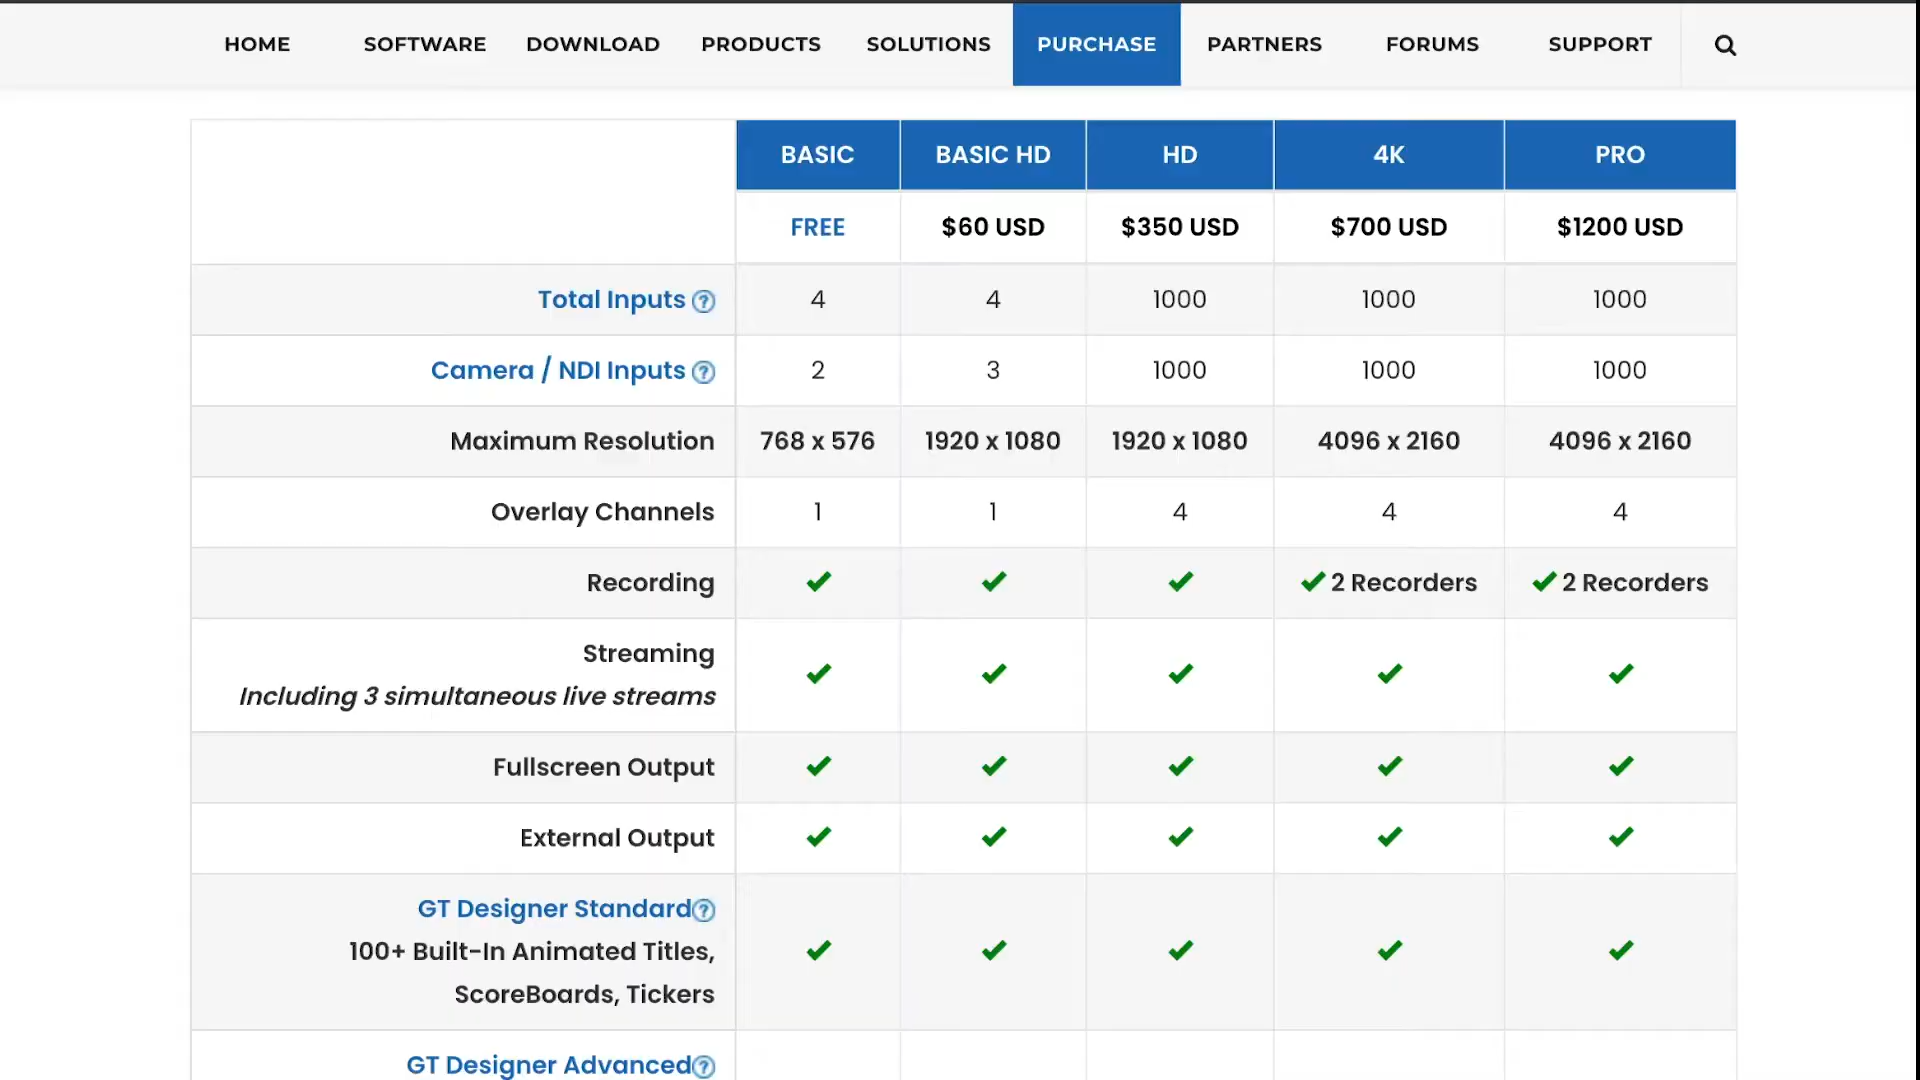 HOME SOFTWARE DOWNLOAD PRODUCTS SOLUTIONS PURCHASE PARTNERS FORUMS SUPPORT
BASIC BASIC HD HD 4K PRO
FREE $60 USD $350 USD $700 USD $1200 USD
Total Inputs ? 4 4 1000 1000 1000
Camera / NDI Inputs ? 2 3 1000 1000 1000
Maximum Resolution 768 x 576 1920 x 1080 1920 x 1080 4096 x 2160 4096 x 2160
Overlay Channels 1 1 4 4 4
Recording ✔ ✔ ✔ ✔ 2 Recorders ✔ 2 Recorders
Streaming
Including 3 simultaneous live streams ✔ ✔ ✔ ✔ ✔
Fullscreen Output ✔ ✔ ✔ ✔ ✔
External Output ✔ ✔ ✔ ✔ ✔
GT Designer Standard ?
100+ Built-In Animated Titles, ✔ ✔ ✔ ✔ ✔
ScoreBoards, Tickers
GT Designer Advanced ?